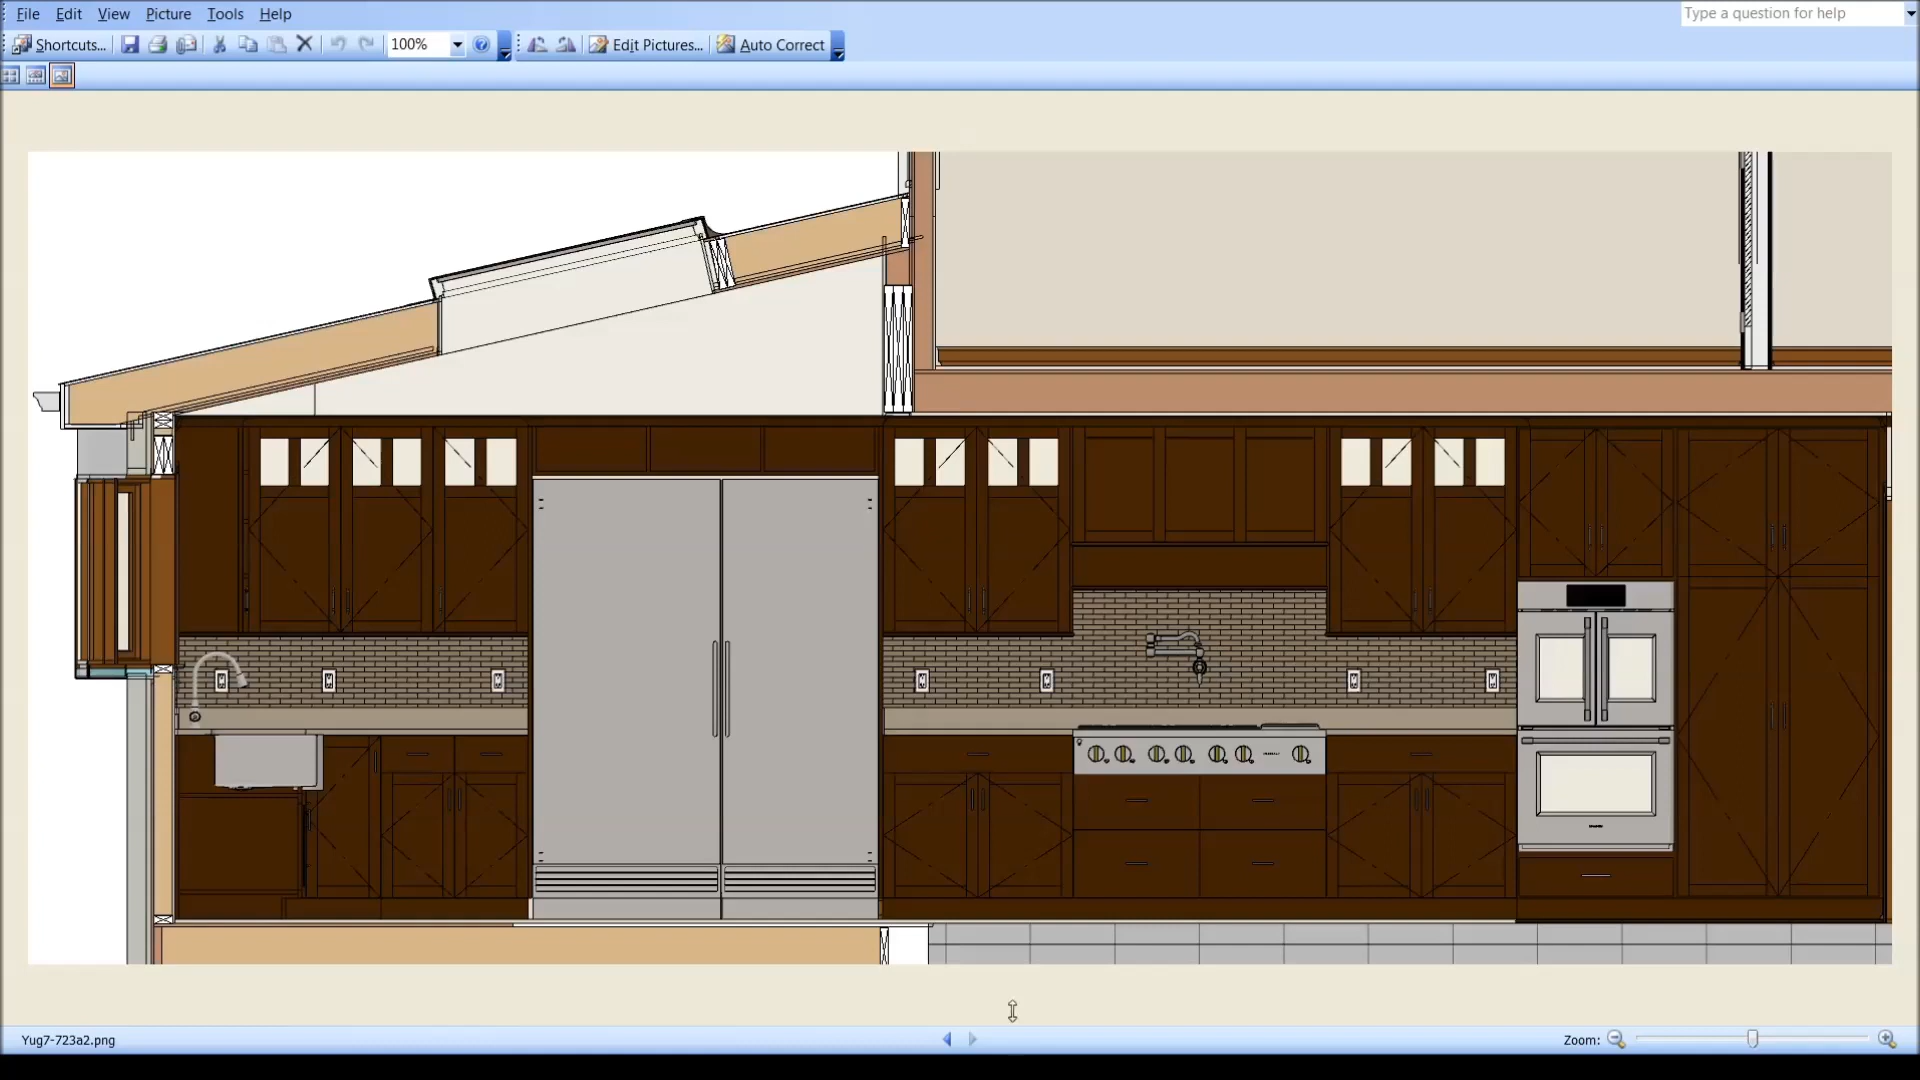 File Edit View Picture Tools Help
Type a question for help
Shortcuts... 100% Edit Pictures... Auto Correct
Yug7-723a2.png
Zoom: